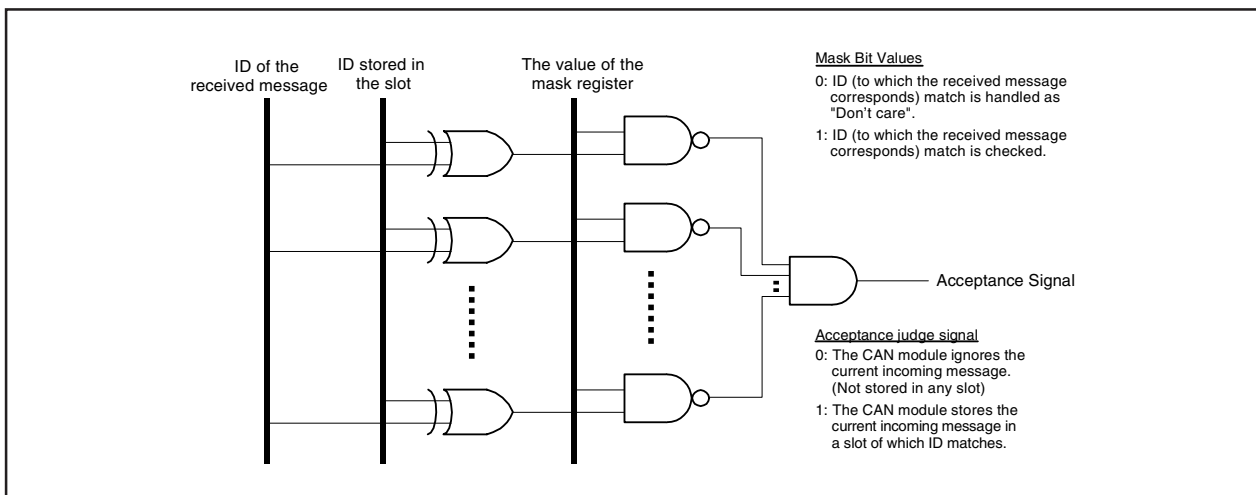 ID of the
received message
ID stored in
the slot
The value of the
mask register
Mask Bit Values
0: ID (to which the received message
corresponds) match is handled as
"Don't care".
1: ID (to which the received message
corresponds) match is checked.
Acceptance Signal
Acceptance judge signal
0: The CAN module ignores the
current incoming message.
(Not stored in any slot)
1: The CAN module stores the
current incoming message in
a slot of which ID matches.